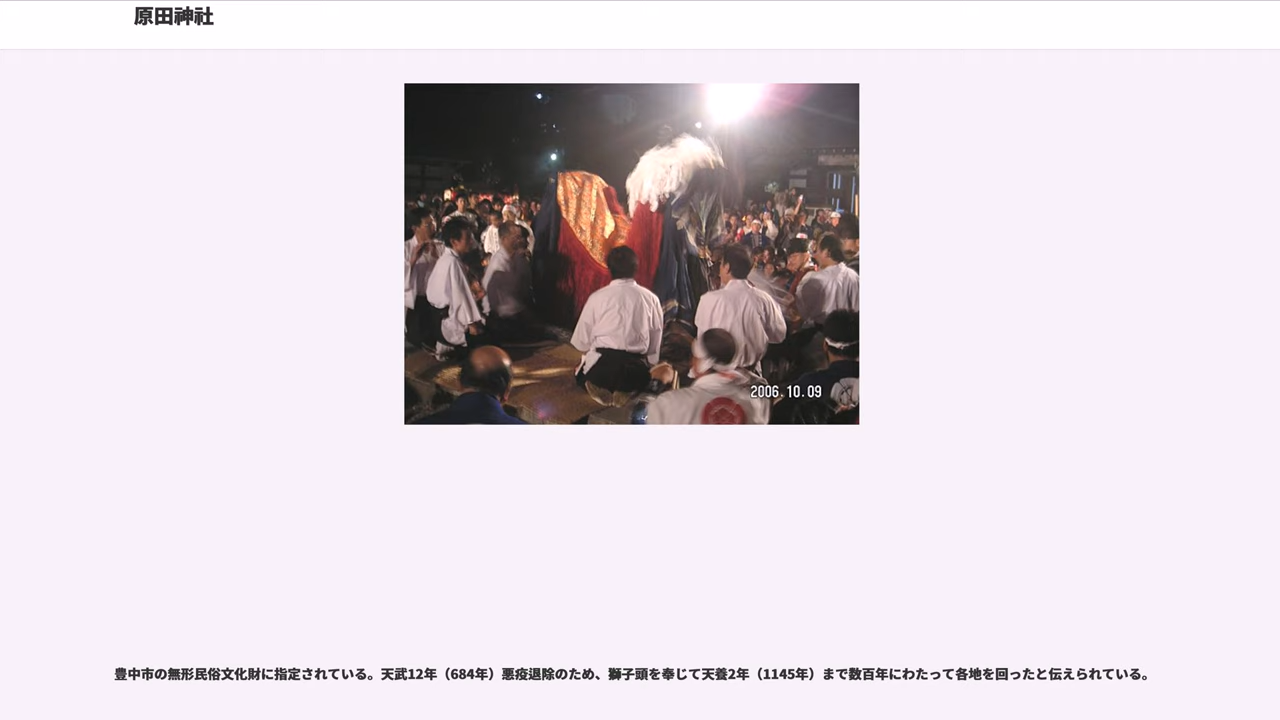 原田神社
2006.10.09
豊中市の無形民俗文化財に指定されている。天武12年（684年）悪疫退除のため、獅子頭を奉じて天養2年（1145年）まで数百年にわたって各地を回ったと伝えられている。